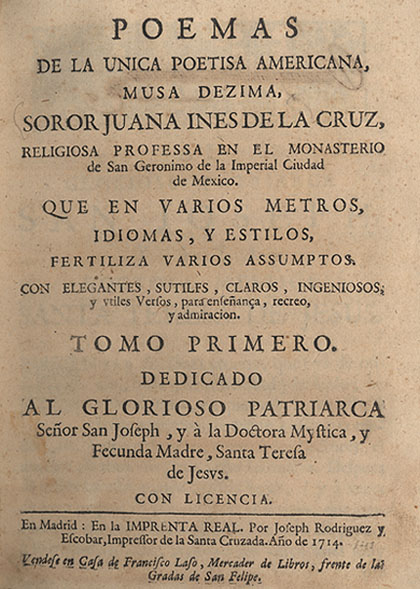 POEMAS
DE LA UNICA POETISA AMERICANA,
MUSA DEZIMA,
SOROR JUANA INES DE LA CRUZ,
RELIGIOSA PROFESSA EN EL MONASTERIO
de San Geronimo de la Imperial Ciudad
de Mexico.
QUE EN VARIOS METROS,
IDIOMAS, Y ESTILOS,
FERTILIZA VARIOS ASSUMPTOS.
CON ELEGANTES, SUTILES, CLAROS, INGENIOSOS,
y vtiles Versos, para enseñança, recreo,
y admiracion.
TOMO PRIMERO.
DEDICADO
AL GLORIOSO PATRIARCA
Señor San Joseph, y à la Doctora Mystica, y
Fecunda Madre, Santa Teresa
de Jesvs.
CON LICENCIA.
En Madrid: En la IMPRENTA REAL. Por Joseph Rodriguez y
Escobar, Impressor de la Santa Cruzada. Año de 1714.
Vendese en Casa de Francisco Laso, Mercader de Libros, frente de las
Gradas de San Felipe.